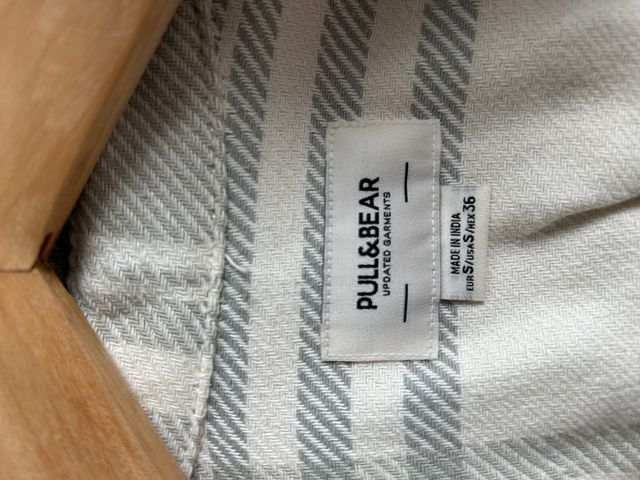 PULL&BEAR
UPDATED GARMENTS
MADE IN INDIA
EUR S/USA S/MEX 36